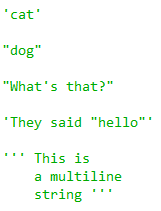 'cat'
"dog"
"What's that?"
'They said "hello"'
''' This is
a multiline
string '''